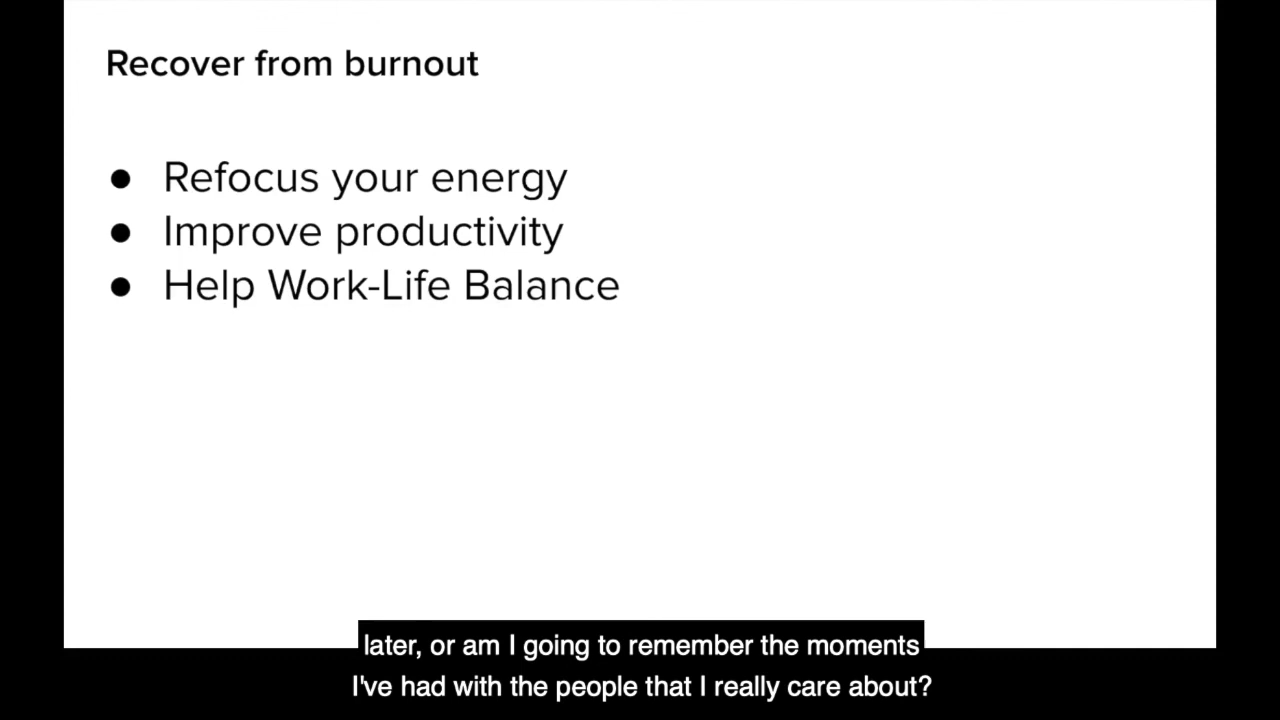 Recover from burnout
● Refocus your energy
● Improve productivity
● Help Work-Life Balance
later, or am I going to remember the moments
I've had with the people that I really care about?